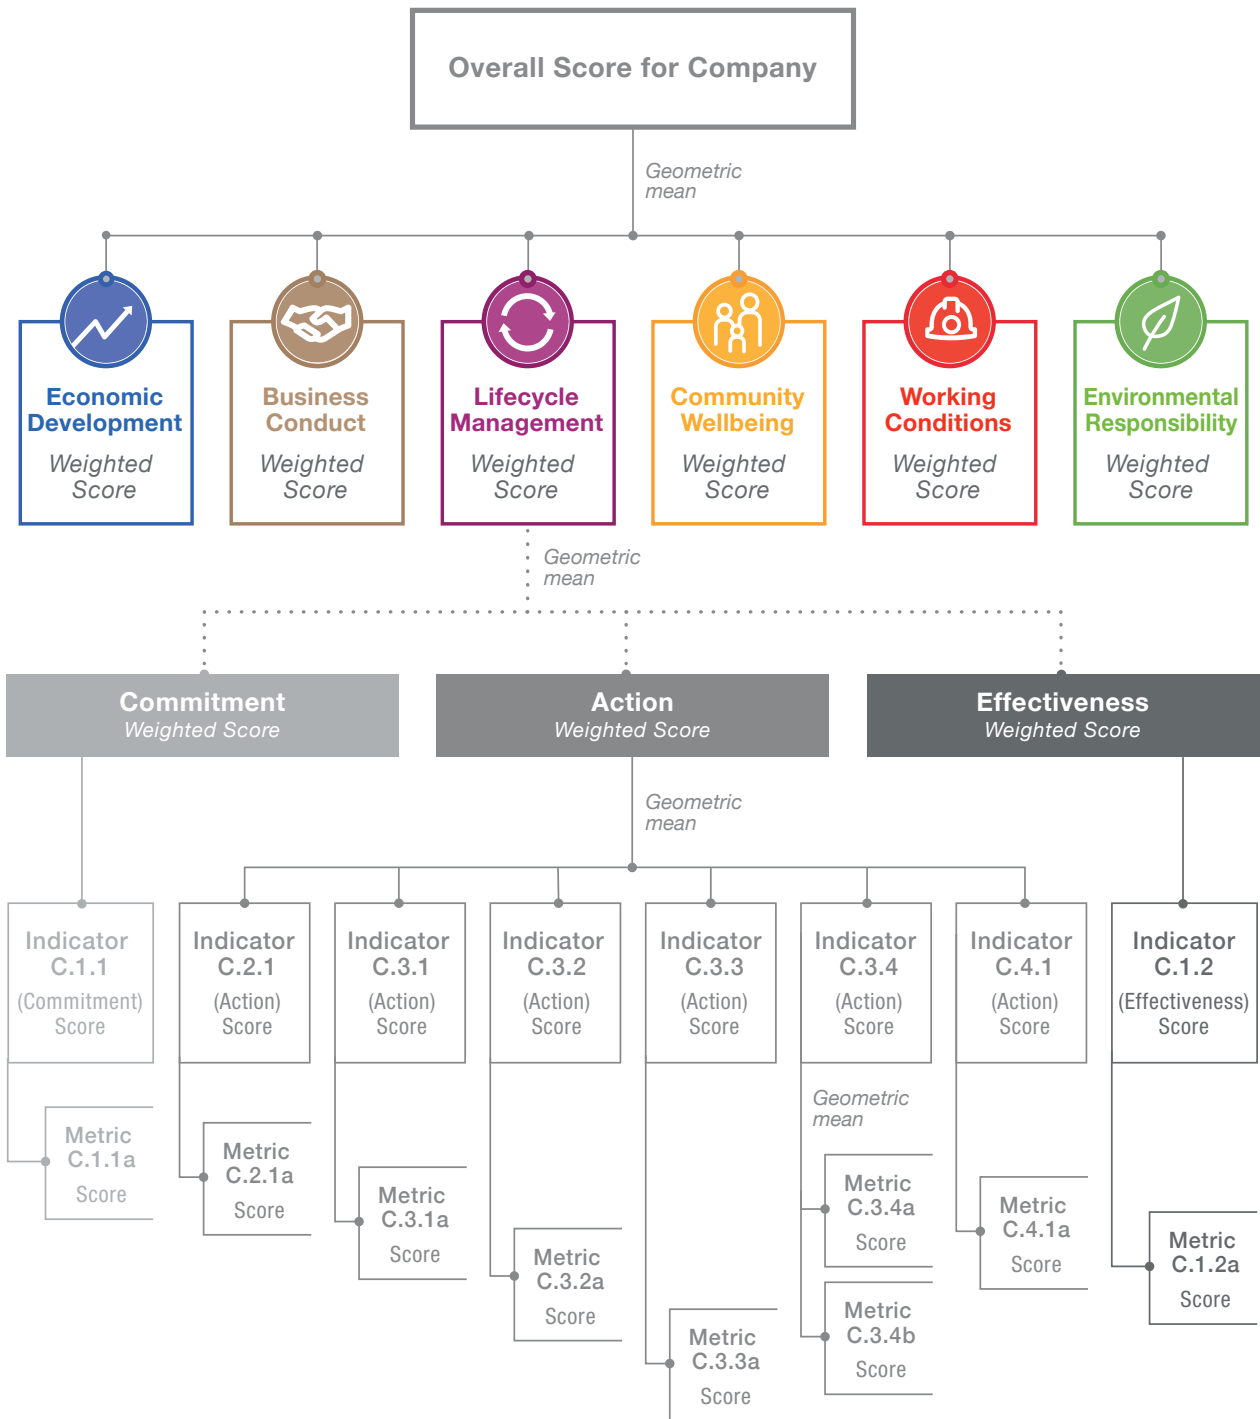 Overall Score for Company
Geometric
mean
Economic
Development
Weighted
Score
Business
Conduct
Weighted
Score
Lifecycle
Management
Weighted
Score
Community
Wellbeing
Weighted
Score
Working
Conditions
Weighted
Score
Environmental
Responsibility
Weighted
Score
Geometric
mean
Commitment
Weighted Score
Action
Weighted Score
Effectiveness
Weighted Score
Geometric
mean
Indicator
C.1.1
(Commitment)
Score
Indicator
C.2.1
(Action)
Score
Indicator
C.3.1
(Action)
Score
Indicator
C.3.2
(Action)
Score
Indicator
C.3.3
(Action)
Score
Indicator
C.3.4
(Action)
Score
Indicator
C.4.1
(Action)
Score
Indicator
C.1.2
(Effectiveness)
Score
Geometric
mean
Metric
C.1.1a
Score
Metric
C.2.1a
Score
Metric
C.3.1a
Score
Metric
C.3.2a
Score
Metric
C.3.3a
Score
Metric
C.3.4a
Score
Metric
C.3.4b
Score
Metric
C.4.1a
Score
Metric
C.1.2a
Score